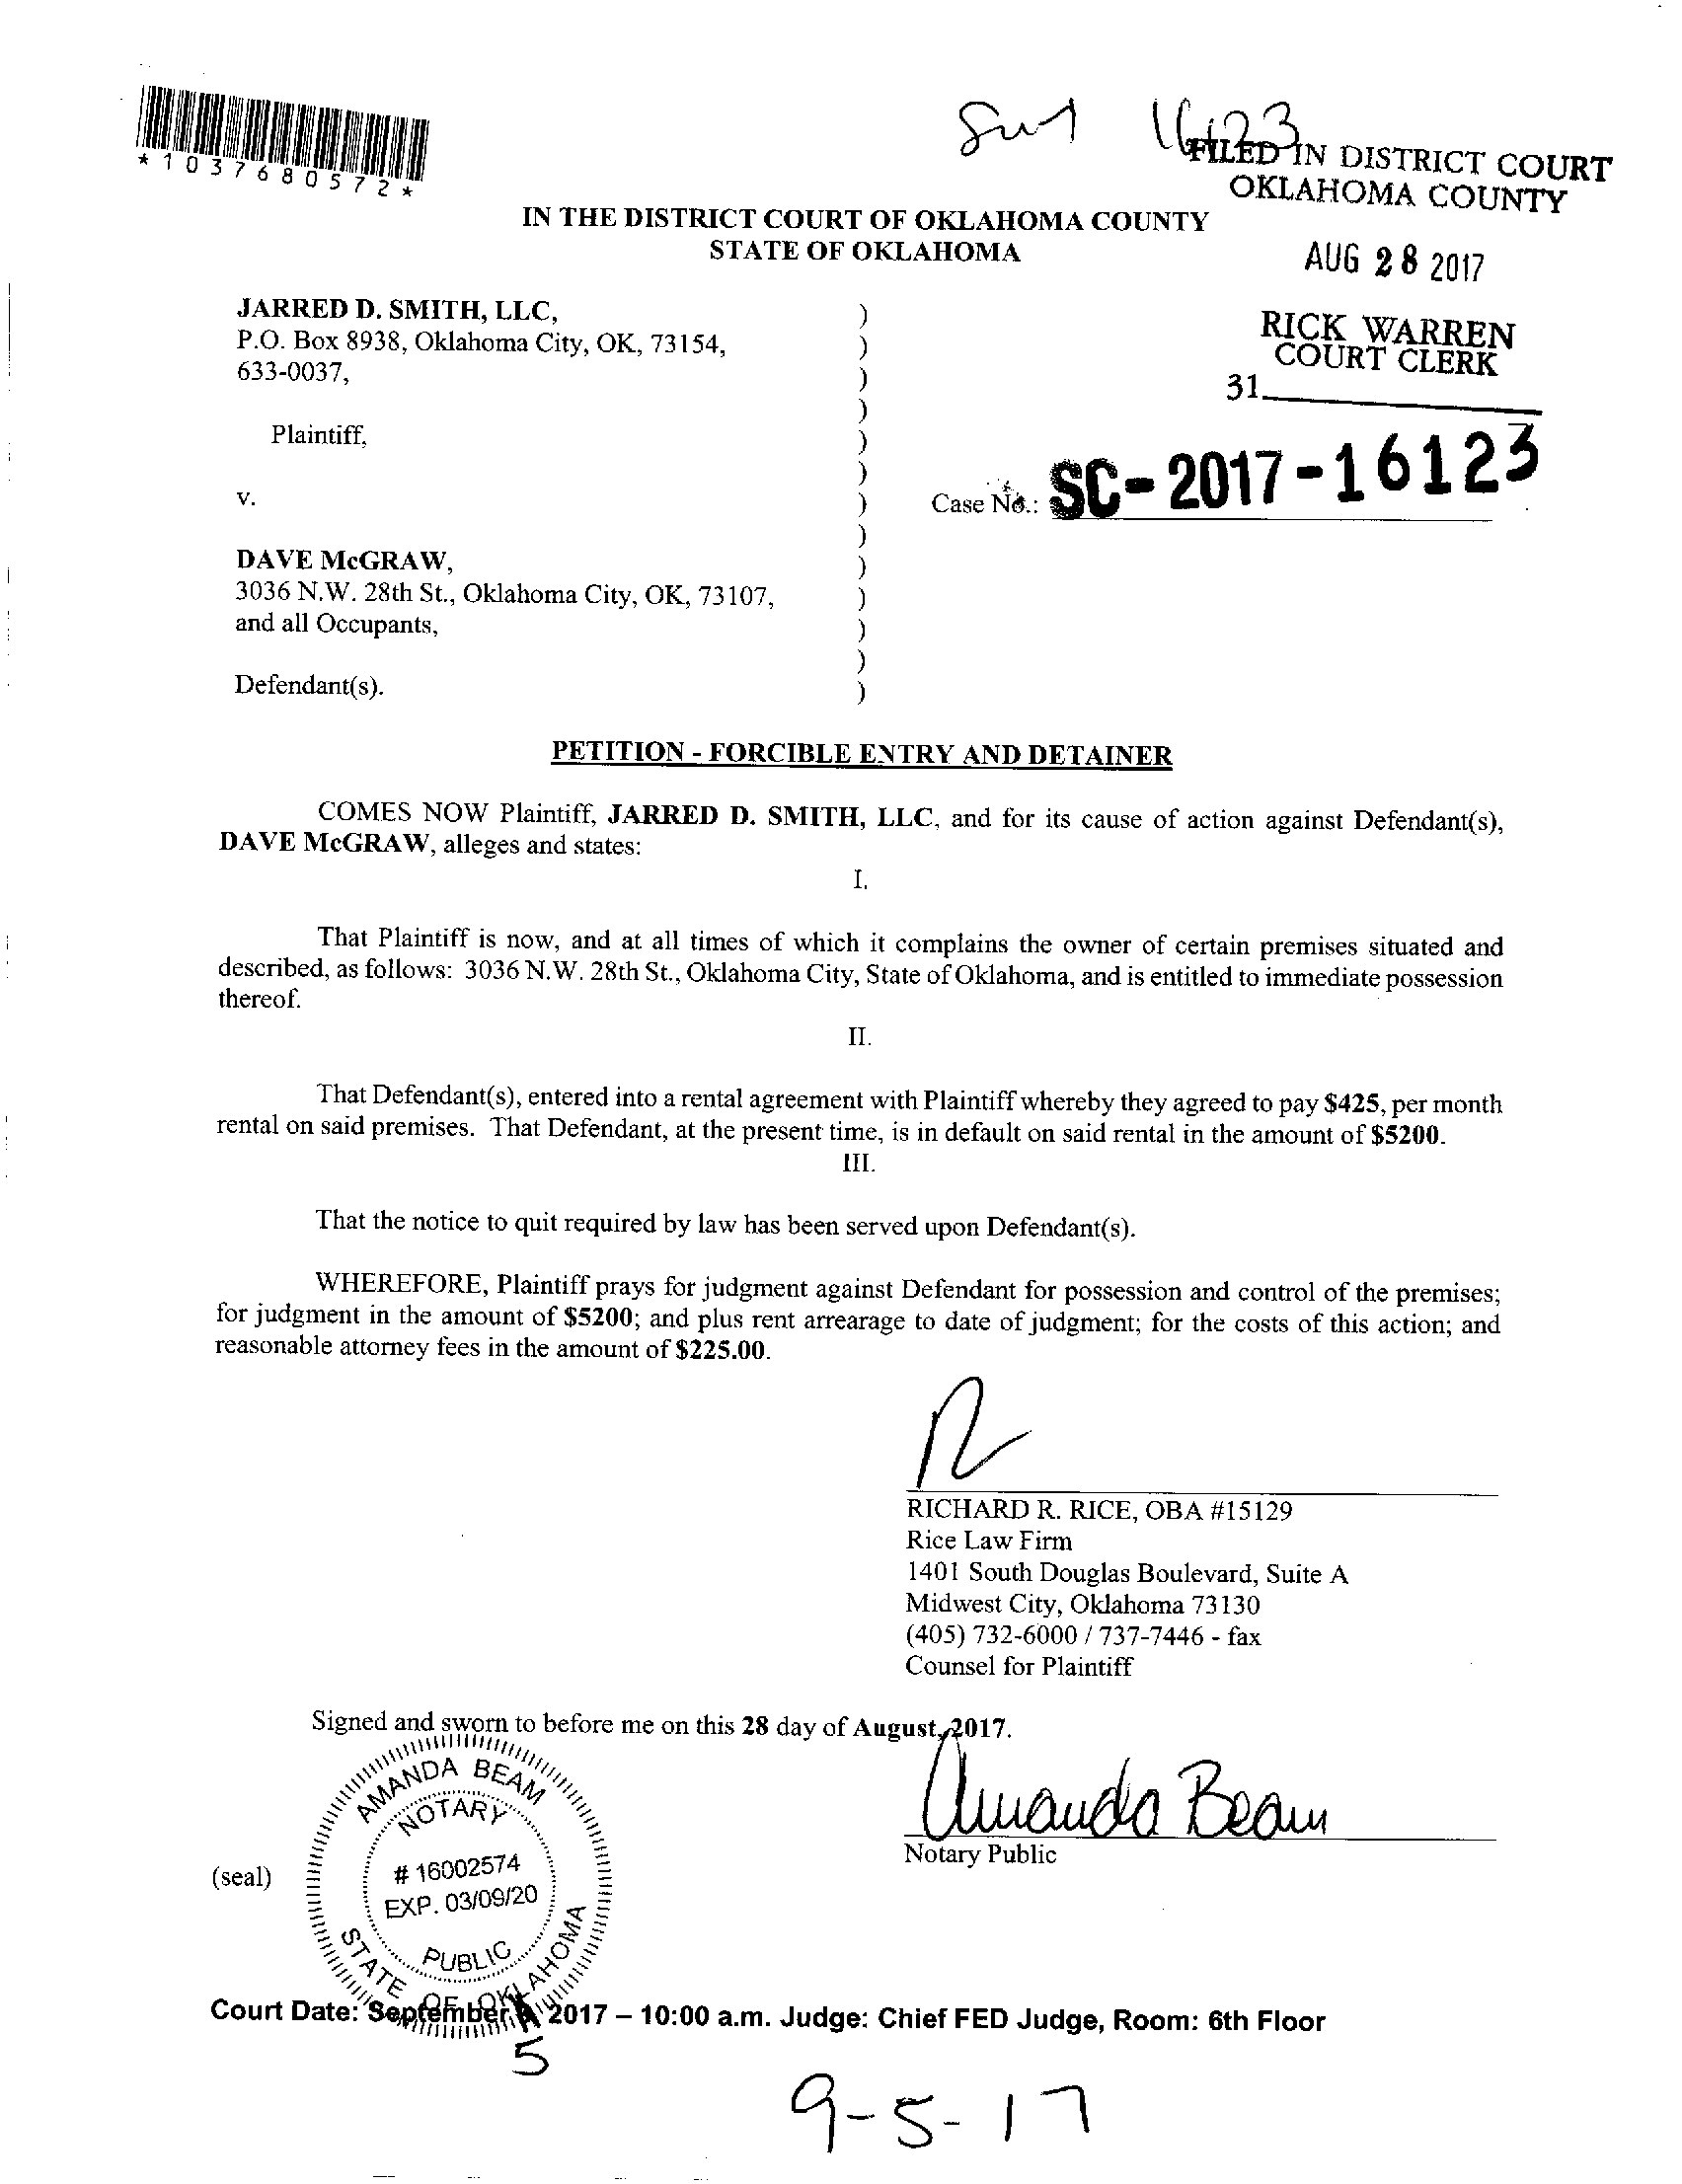 *1037680572*
FILED IN DISTRICT COURT
OKLAHOMA COUNTY
IN THE DISTRICT COURT OF OKLAHOMA COUNTY
STATE OF OKLAHOMA
AUG 28 2017
RICK WARREN
COURT CLERK
31
JARRED D. SMITH, LLC,
P.O. Box 8938, Oklahoma City, OK, 73154,
633-0037,
Plaintiff,
v.
Case No.: SC-2017-16123
DAVE McGRAW,
3036 N.W. 28th St., Oklahoma City, OK, 73107,
and all Occupants,
Defendant(s).
PETITION - FORCIBLE ENTRY AND DETAINER
COMES NOW Plaintiff, JARRED D. SMITH, LLC, and for its cause of action against Defendant(s),
DAVE McGRAW, alleges and states:
I.
That Plaintiff is now, and at all times of which it complains the owner of certain premises situated and
described, as follows: 3036 N.W. 28th St., Oklahoma City, State of Oklahoma, and is entitled to immediate possession
thereof.
II.
That Defendant(s), entered into a rental agreement with Plaintiff whereby they agreed to pay $425, per month
rental on said premises. That Defendant, at the present time, is in default on said rental in the amount of $5200.
III.
That the notice to quit required by law has been served upon Defendant(s).
WHEREFORE, Plaintiff prays for judgment against Defendant for possession and control of the premises;
for judgment in the amount of $5200; and plus rent arrearage to date of judgment; for the costs of this action; and
reasonable attorney fees in the amount of $225.00.
RICHARD R. RICE, OBA #15129
Rice Law Firm
1401 South Douglas Boulevard, Suite A
Midwest City, Oklahoma 73130
(405) 732-6000 / 737-7446 - fax
Counsel for Plaintiff
Signed and sworn to before me on this 28 day of August, 2017.
Amanda Beam
Notary Public
(seal)
AMANDA BEAM
NOTARY
# 16002574
EXP. 03/09/20
PUBLIC
STATE OF OKLAHOMA
Court Date: September 2017 – 10:00 a.m. Judge: Chief FED Judge, Room: 6th Floor
5
9-5-17